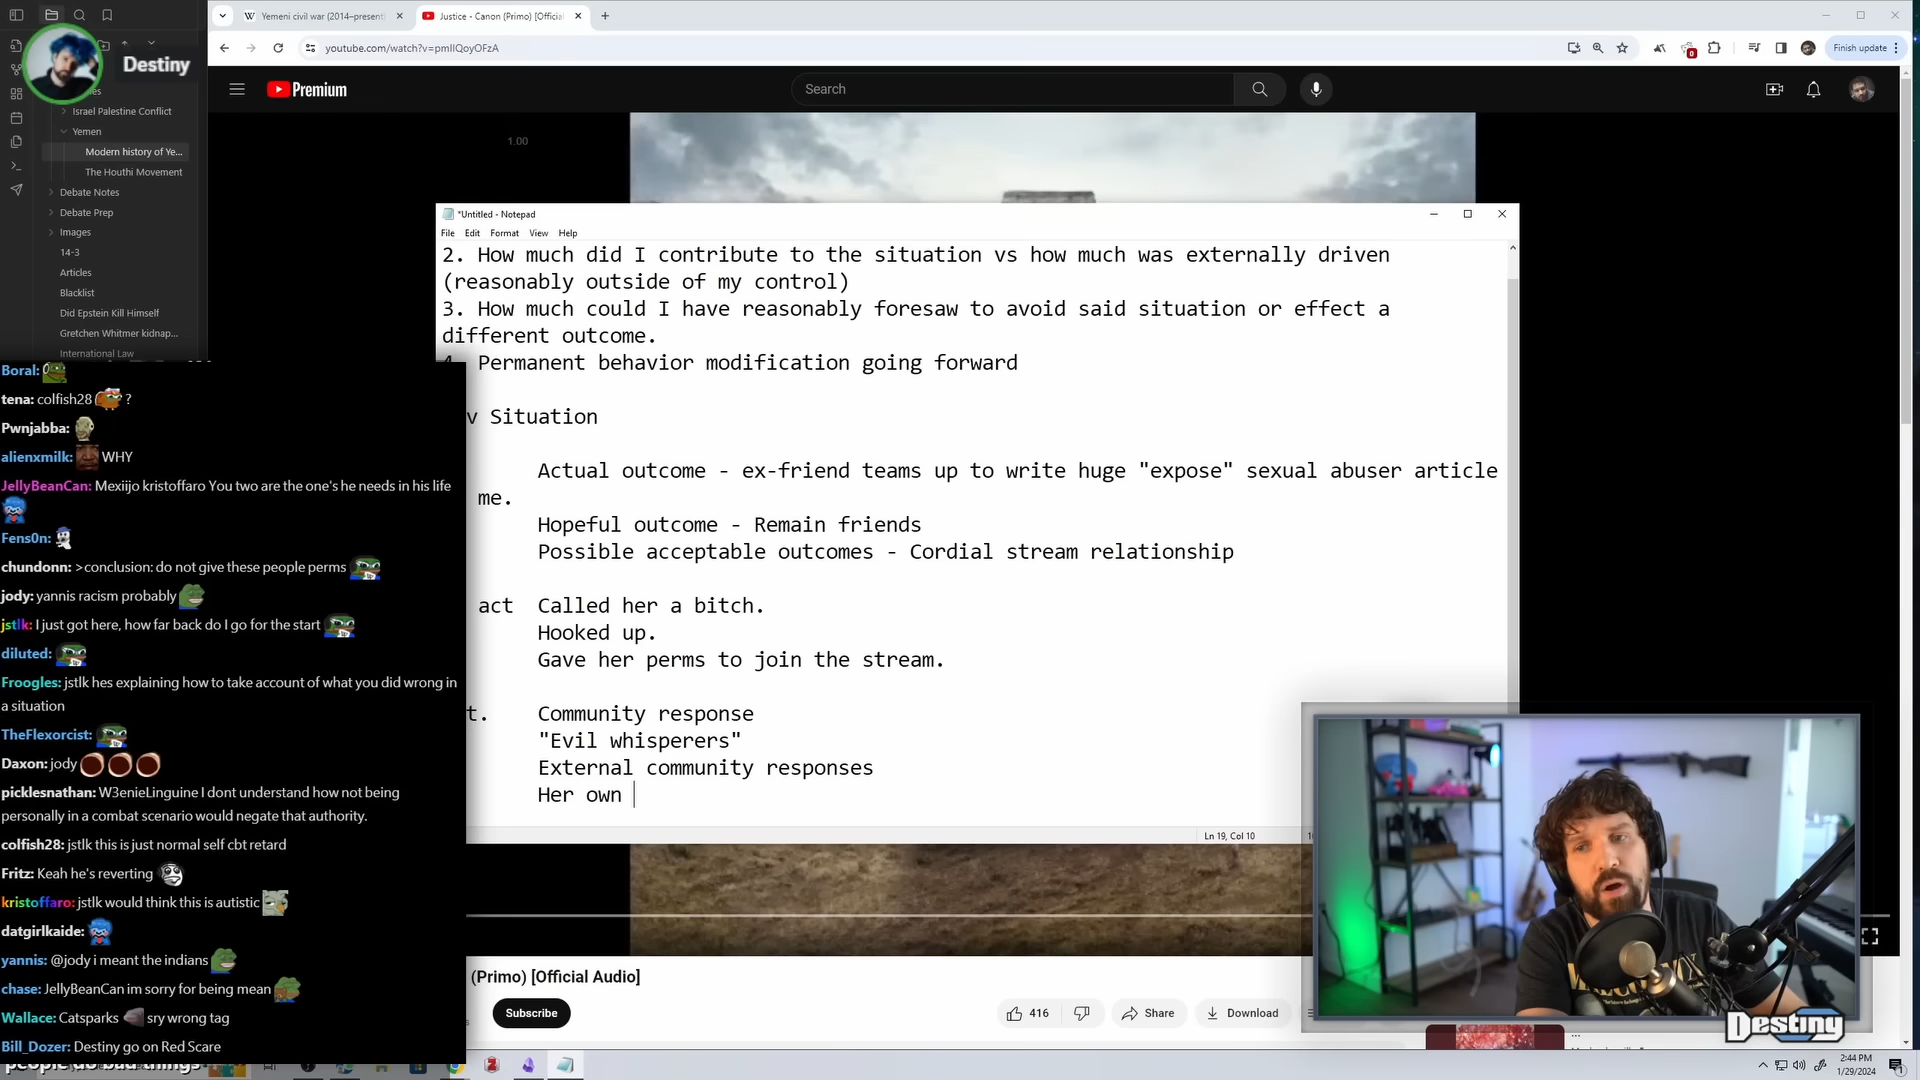 Yemeni civil war (2014–present
Justice - Canon (Primo) [Official
youtube.com/watch?v=pmIlQoyOFzA
Finish update
Destiny
Israel Palestine Conflict
Yemen
Modern history of Ye...
The Houthi Movement
Debate Notes
Debate Prep
Images
14-3
Articles
Blacklist
Did Epstein Kill Himself
Gretchen Whitmer kidnap...
International Law
Premium
Search
1.00
*Untitled - Notepad
File Edit Format View Help
2. How much did I contribute to the situation vs how much was externally driven
(reasonably outside of my control)
3. How much could I have reasonably foresaw to avoid said situation or effect a
different outcome.
4. Permanent behavior modification going forward
v Situation
Actual outcome - ex-friend teams up to write huge "expose" sexual abuser article
me.
Hopeful outcome - Remain friends
Possible acceptable outcomes - Cordial stream relationship
act Called her a bitch.
Hooked up.
Gave her perms to join the stream.
t. Community response
"Evil whisperers"
External community responses
Her own
Ln 19, Col 10
Boral:
tena: colfish28 ?
Pwnjabba:
alienxmilk: WHY
JellyBeanCan: Mexiijo kristoffaro You two are the one's he needs in his life
Fens0n:
chundonn: >conclusion: do not give these people perms
jody: yannis racism probably
jstlk: I just got here, how far back do I go for the start
diluted:
Froogles: jstlk hes explaining how to take account of what you did wrong in
a situation
TheFlexorcist:
Daxon: jody
picklesnathan: W3enieLinguine I dont understand how not being
personally in a combat scenario would negate that authority.
colfish28: jstlk this is just normal self cbt retard
Fritz: Keah he's reverting
kristoffaro: jstlk would think this is autistic
datgirlkaide:
yannis: @jody i meant the indians
chase: JellyBeanCan im sorry for being mean
Wallace: Catsparks sry wrong tag
Bill_Dozer: Destiny go on Red Scare
people do bad things
(Primo) [Official Audio]
Subscribe
416
Share
Download
Destiny
2:44 PM
1/29/2024